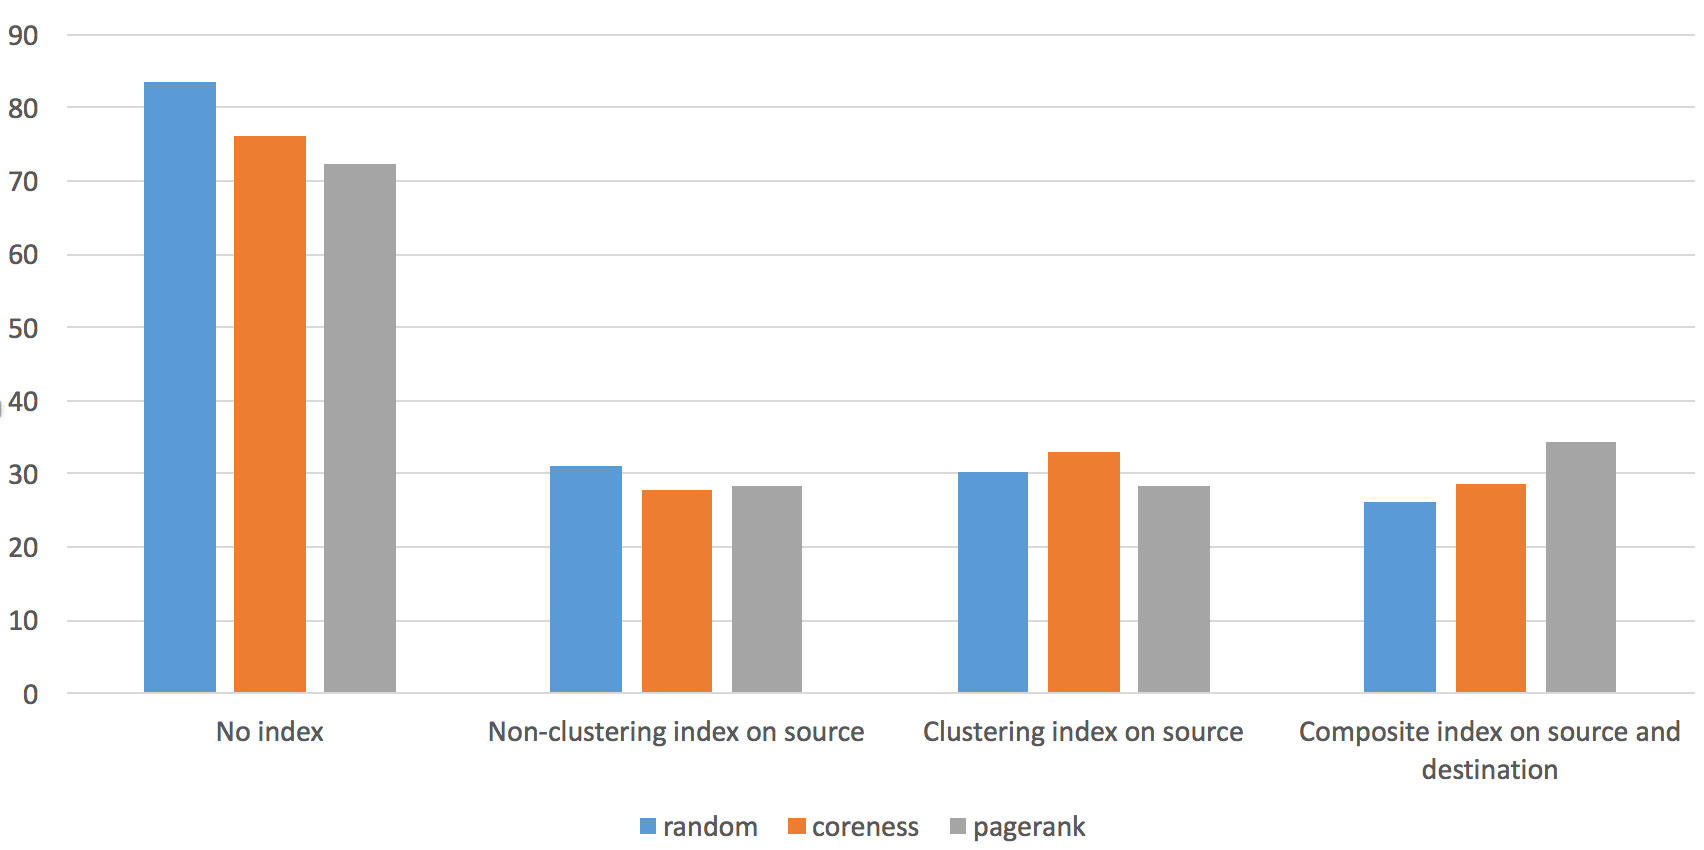 90
80
70
60
50
40
30
20
10
0
No index
Non-clustering index on source
Clustering index on source
Composite index on source and
destination
random
coreness
pagerank